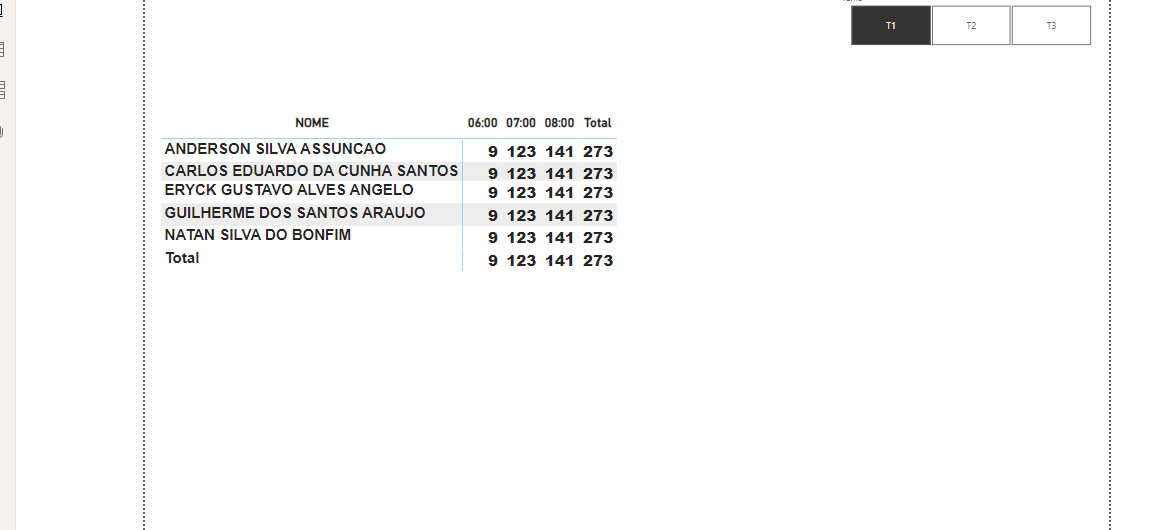 T1 T2 T3
NOME 06:00 07:00 08:00 Total
ANDERSON SILVA ASSUNCAO 9 123 141 273
CARLOS EDUARDO DA CUNHA SANTOS 9 123 141 273
ERYCK GUSTAVO ALVES ANGELO 9 123 141 273
GUILHERME DOS SANTOS ARAUJO 9 123 141 273
NATAN SILVA DO BONFIM 9 123 141 273
Total 9 123 141 273